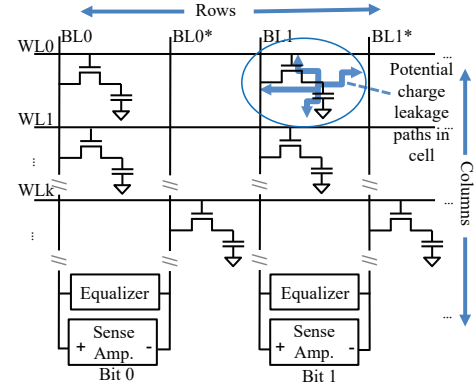 Rows
BL0 BL0* BL1 BL1*
WL0
...
Potential
charge
leakage
paths in
cell
WL1
...
Columns
WLk
...
...
Equalizer Equalizer
...
+ Sense Amp. - + Sense Amp. -
Bit 0 Bit 1